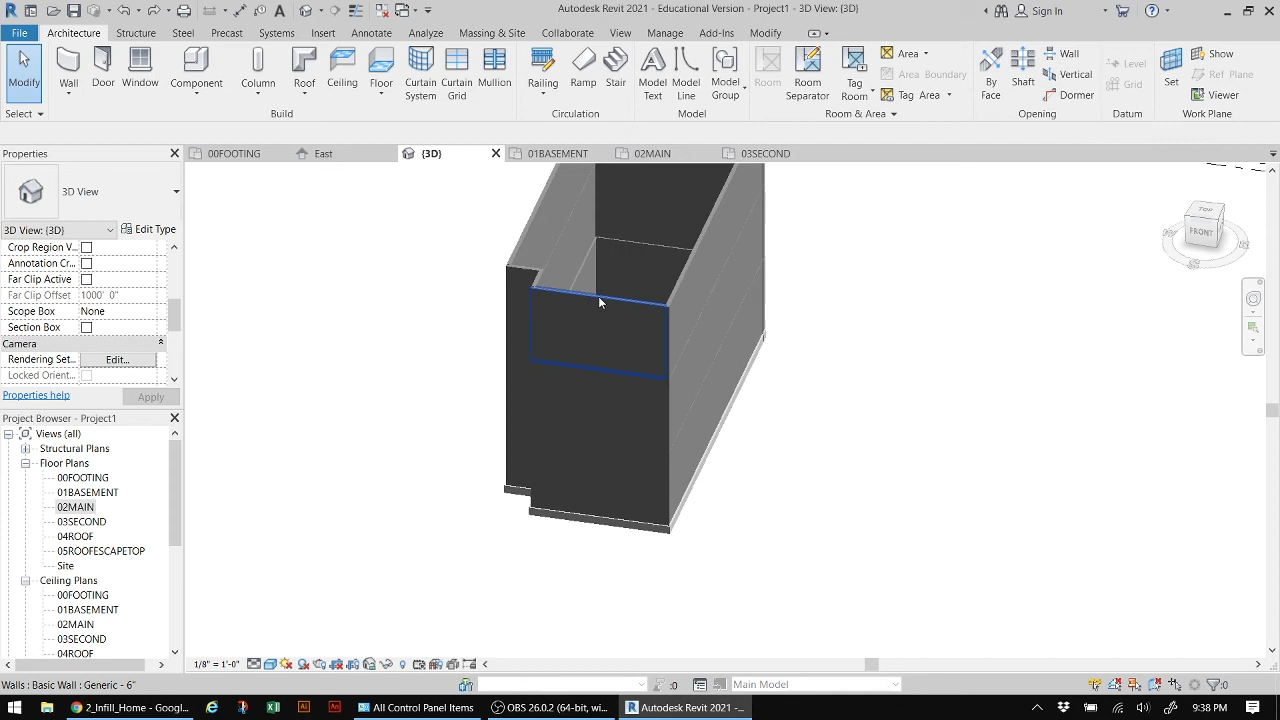 Autodesk Revit 2021 - Educational Version - Project1 - 3D View: {3D}
Sign In
File Architecture Structure Steel Precast Systems Insert Annotate Analyze Massing & Site Collaborate View Manage Add-Ins Modify
Modify Wall Door Window Component Column Roof Ceiling Floor Curtain System Curtain Grid Mullion Railing Ramp Stair Model Text Model Line Model Group Room Room Separator Tag Room Area Area Boundary Tag Area By Face Shaft Wall Vertical Dormer Level Grid Set Show Ref Plane Viewer
Select Build Circulation Model Room & Area Opening Datum Work Plane
Properties
00FOOTING East {3D} 01BASEMENT 02MAIN 03SECOND
3D View
3D View: {3D} Edit Type
Crop Region V...
Annotation Cr...
Far Clip Active
Far Clip Offset 1000' 0"
Scope Box None
Section Box
Camera
Rendering Set... Edit...
Locked Orient...
Properties help Apply
TOP
FRONT
Project Browser - Project1
Views (all)
Structural Plans
Floor Plans
00FOOTING
01BASEMENT
02MAIN
03SECOND
04ROOF
05ROOFESCAPETOP
Site
Ceiling Plans
00FOOTING
01BASEMENT
02MAIN
03SECOND
04ROOF
1/8" = 1'-0"
Walls : Basic Wall : Generic - 6"
:0 Main Model :0
2_Infill_Home - Googl... All Control Panel Items OBS 26.0.2 (64-bit, wi... Autodesk Revit 2021 -... 9:38 PM